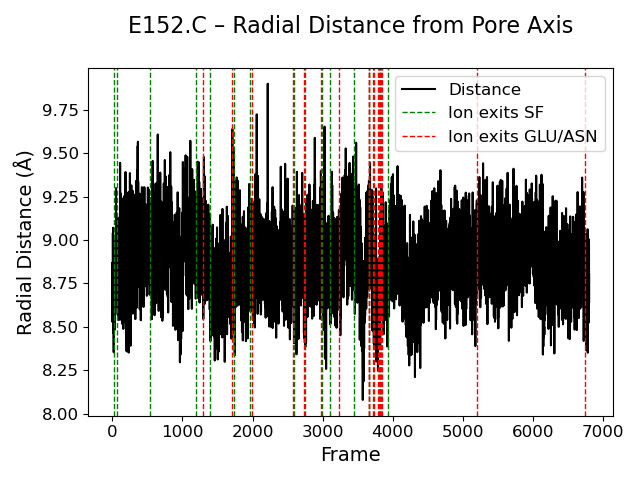 E152.C – Radial Distance from Pore Axis
Distance
Ion exits SF
Ion exits GLU/ASN
Radial Distance (Å)
9.75
9.50
9.25
9.00
8.75
8.50
8.25
8.00
0 1000 2000 3000 4000 5000 6000 7000
Frame